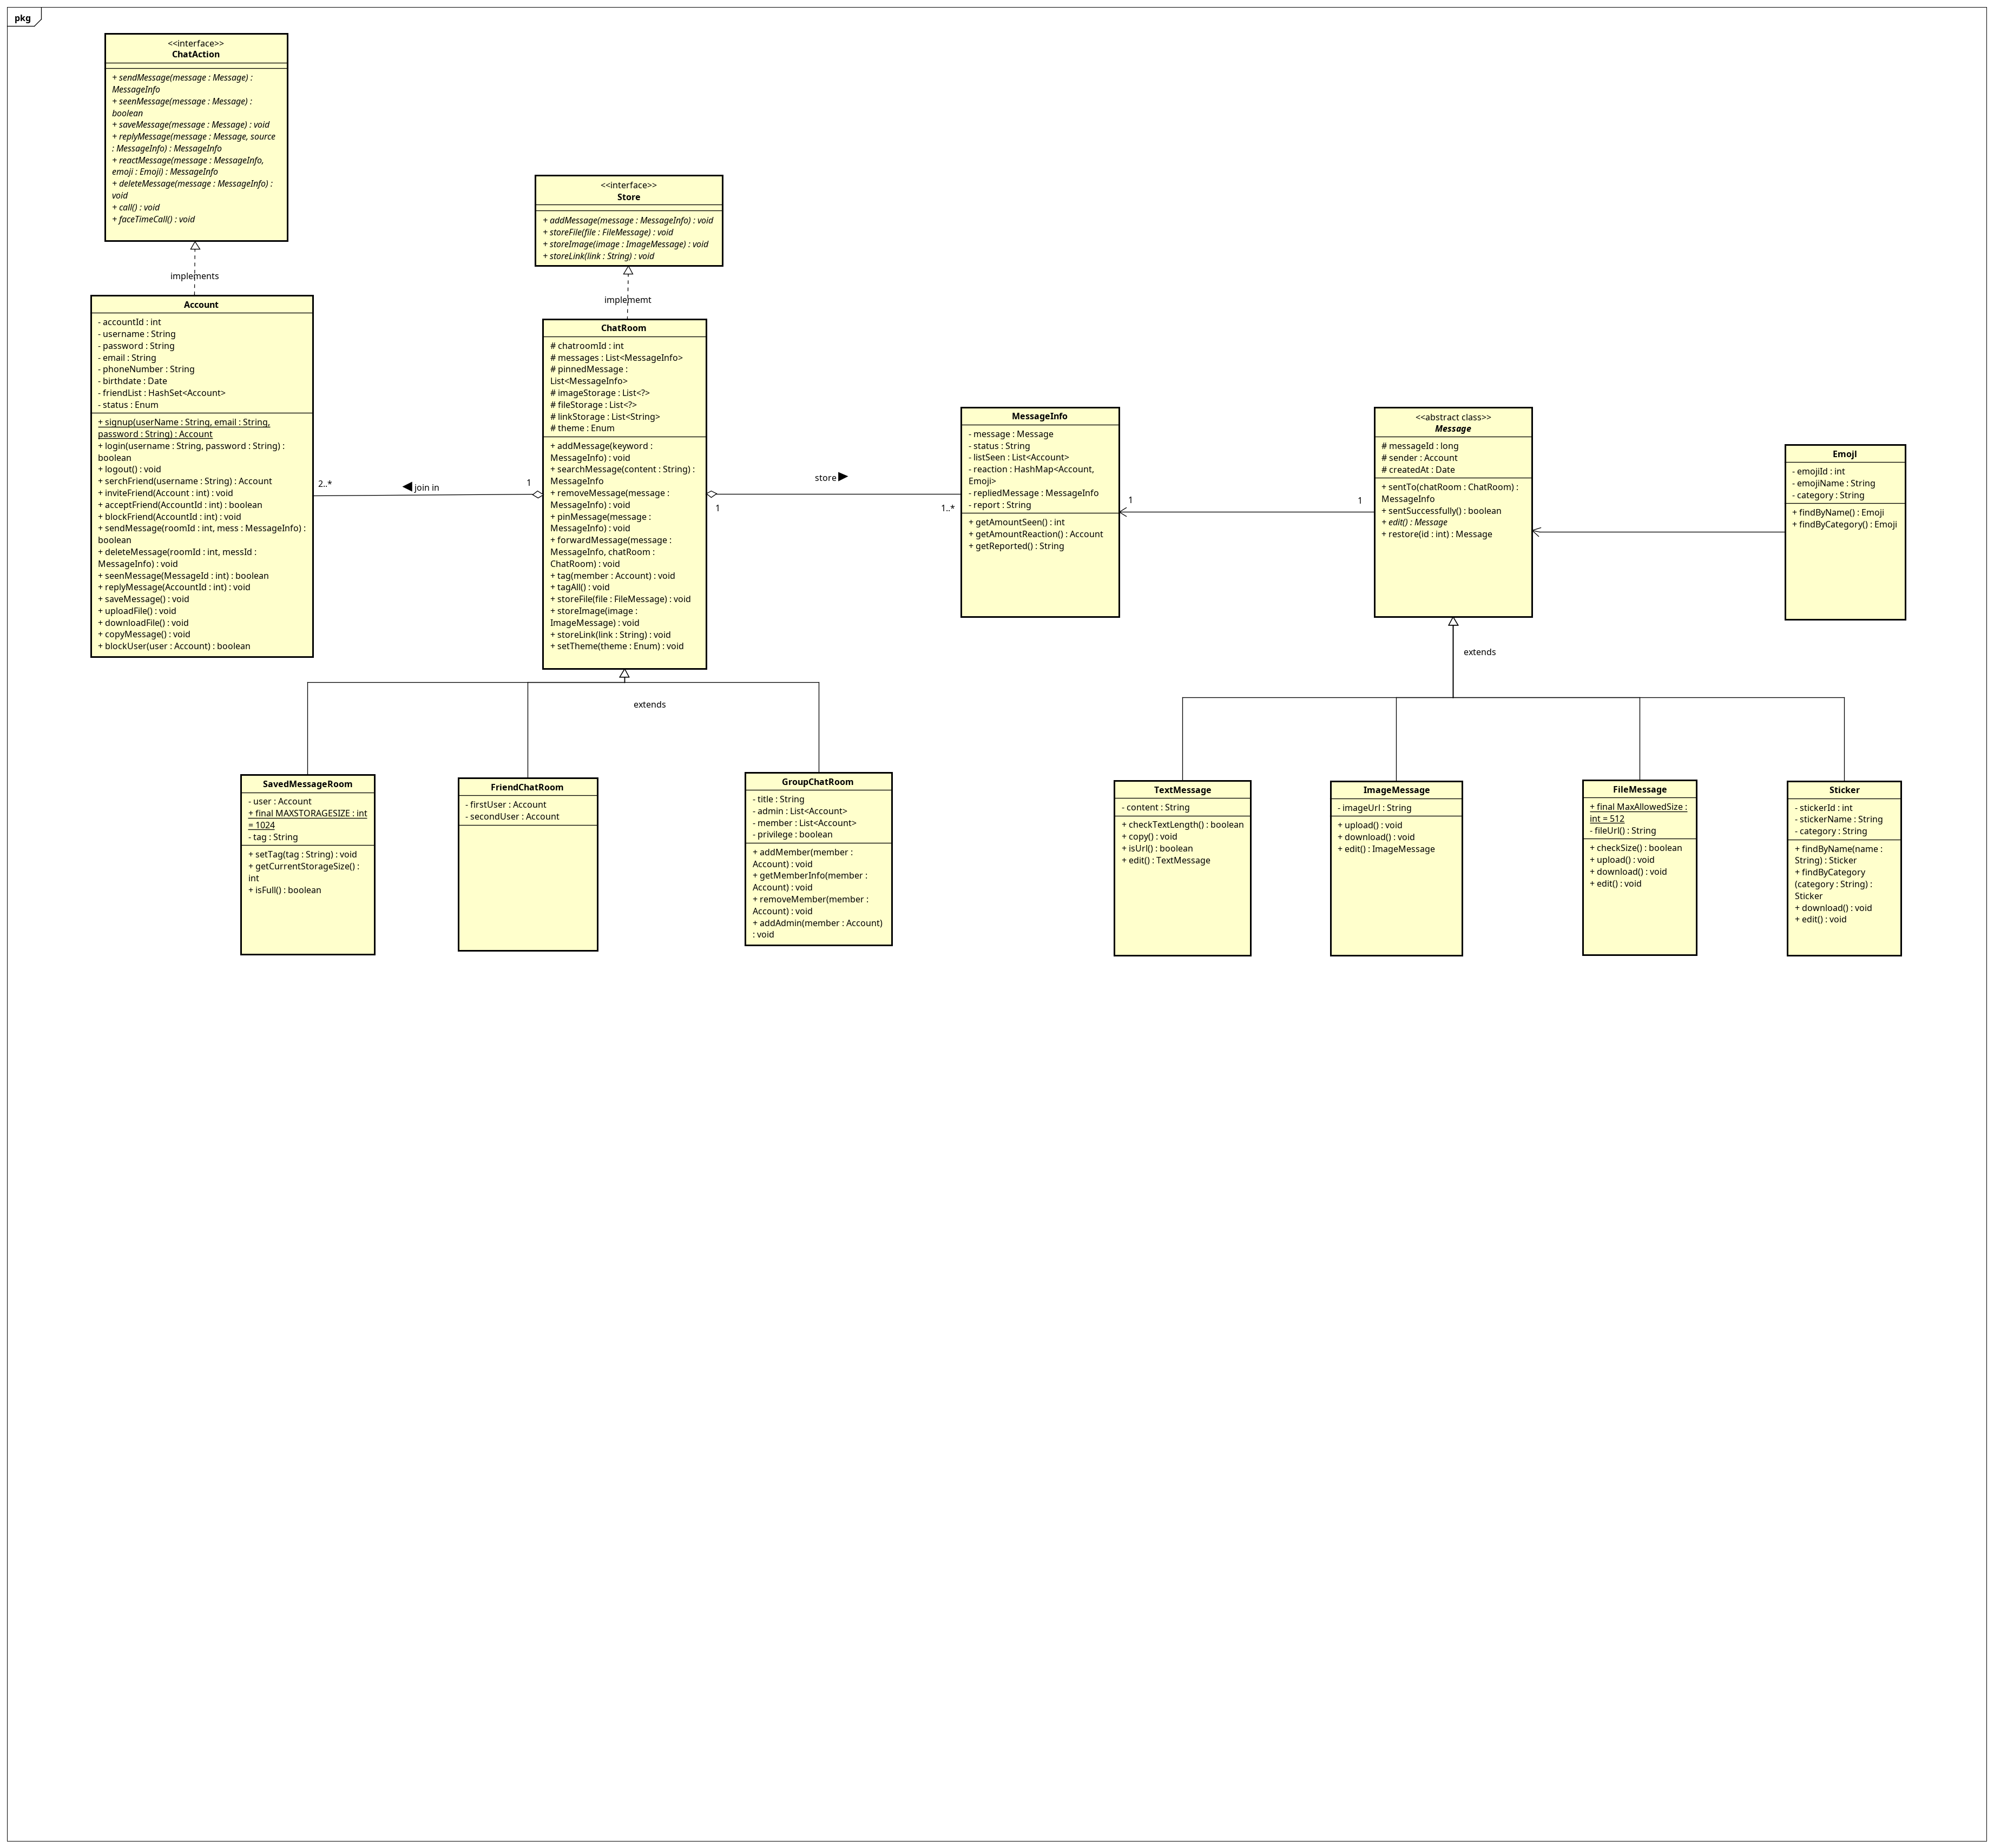 pkg
<<interface>>
ChatAction
+ sendMessage(message : Message) :
MessageInfo
+ seenMessage(message : Message) :
boolean
+ saveMessage(message : Message) : void
+ replyMessage(message : Message, source
: MessageInfo) : MessageInfo
+ reactMessage(message : MessageInfo,
emoji : Emoji) : MessageInfo
+ deleteMessage(message : MessageInfo) :
void
+ call() : void
+ faceTimeCall() : void
implements
<<interface>>
Store
+ addMessage(message : MessageInfo) : void
+ storeFile(file : FileMessage) : void
+ storeImage(image : ImageMessage) : void
+ storeLink(link : String) : void
implememt
Account
- accountId : int
- username : String
- password : String
- email : String
- phoneNumber : String
- birthdate : Date
- friendList : HashSet<Account>
- status : Enum
+ signup(userName : String, email : String,
password : String) : Account
+ login(username : String, password : String) :
boolean
+ logout() : void
+ serchFriend(username : String) : Account
+ inviteFriend(Account : int) : void
+ acceptFriend(AccountId : int) : boolean
+ blockFriend(AccountId : int) : void
+ sendMessage(roomId : int, mess : MessageInfo) :
boolean
+ deleteMessage(roomId : int, messId :
MessageInfo) : void
+ seenMessage(MessageId : int) : boolean
+ replyMessage(AccountId : int) : void
+ saveMessage() : void
+ uploadFile() : void
+ downloadFile() : void
+ copyMessage() : void
+ blockUser(user : Account) : boolean
2..*
join in
1
ChatRoom
# chatroomId : int
# messages : List<MessageInfo>
# pinnedMessage :
List<MessageInfo>
# imageStorage : List<?>
# fileStorage : List<?>
# linkStorage : List<String>
# theme : Enum
+ addMessage(keyword :
MessageInfo) : void
+ searchMessage(content : String) :
MessageInfo
+ removeMessage(message :
MessageInfo) : void
+ pinMessage(message :
MessageInfo) : void
+ forwardMessage(message :
MessageInfo, chatRoom :
ChatRoom) : void
+ tag(member : Account) : void
+ tagAll() : void
+ storeFile(file : FileMessage) : void
+ storeImage(image :
ImageMessage) : void
+ storeLink(link : String) : void
+ setTheme(theme : Enum) : void
store
1
1..*
MessageInfo
- message : Message
- status : String
- listSeen : List<Account>
- reaction : HashMap<Account,
Emoji>
- repliedMessage : MessageInfo
- report : String
+ getAmountSeen() : int
+ getAmountReaction() : Account
+ getReported() : String
1
1
<<abstract class>>
Message
# messageId : long
# sender : Account
# createdAt : Date
+ sentTo(chatRoom : ChatRoom) :
MessageInfo
+ sentSuccessfully() : boolean
+ edit() : Message
+ restore(id : int) : Message
EmojI
- emojiId : int
- emojiName : String
- category : String
+ findByName() : Emoji
+ findByCategory() : Emoji
extends
extends
SavedMessageRoom
- user : Account
+ final MAXSTORAGESIZE : int
= 1024
- tag : String
+ setTag(tag : String) : void
+ getCurrentStorageSize() :
int
+ isFull() : boolean
FriendChatRoom
- firstUser : Account
- secondUser : Account
GroupChatRoom
- title : String
- admin : List<Account>
- member : List<Account>
- privilege : boolean
+ addMember(member :
Account) : void
+ getMemberInfo(member :
Account) : void
+ removeMember(member :
Account) : void
+ addAdmin(member : Account)
: void
TextMessage
- content : String
+ checkTextLength() : boolean
+ copy() : void
+ isUrl() : boolean
+ edit() : TextMessage
ImageMessage
- imageUrl : String
+ upload() : void
+ download() : void
+ edit() : ImageMessage
FileMessage
+ final MaxAllowedSize :
int = 512
- fileUrl() : String
+ checkSize() : boolean
+ upload() : void
+ download() : void
+ edit() : void
Sticker
- stickerId : int
- stickerName : String
- category : String
+ findByName(name :
String) : Sticker
+ findByCategory
(category : String) :
Sticker
+ download() : void
+ edit() : void